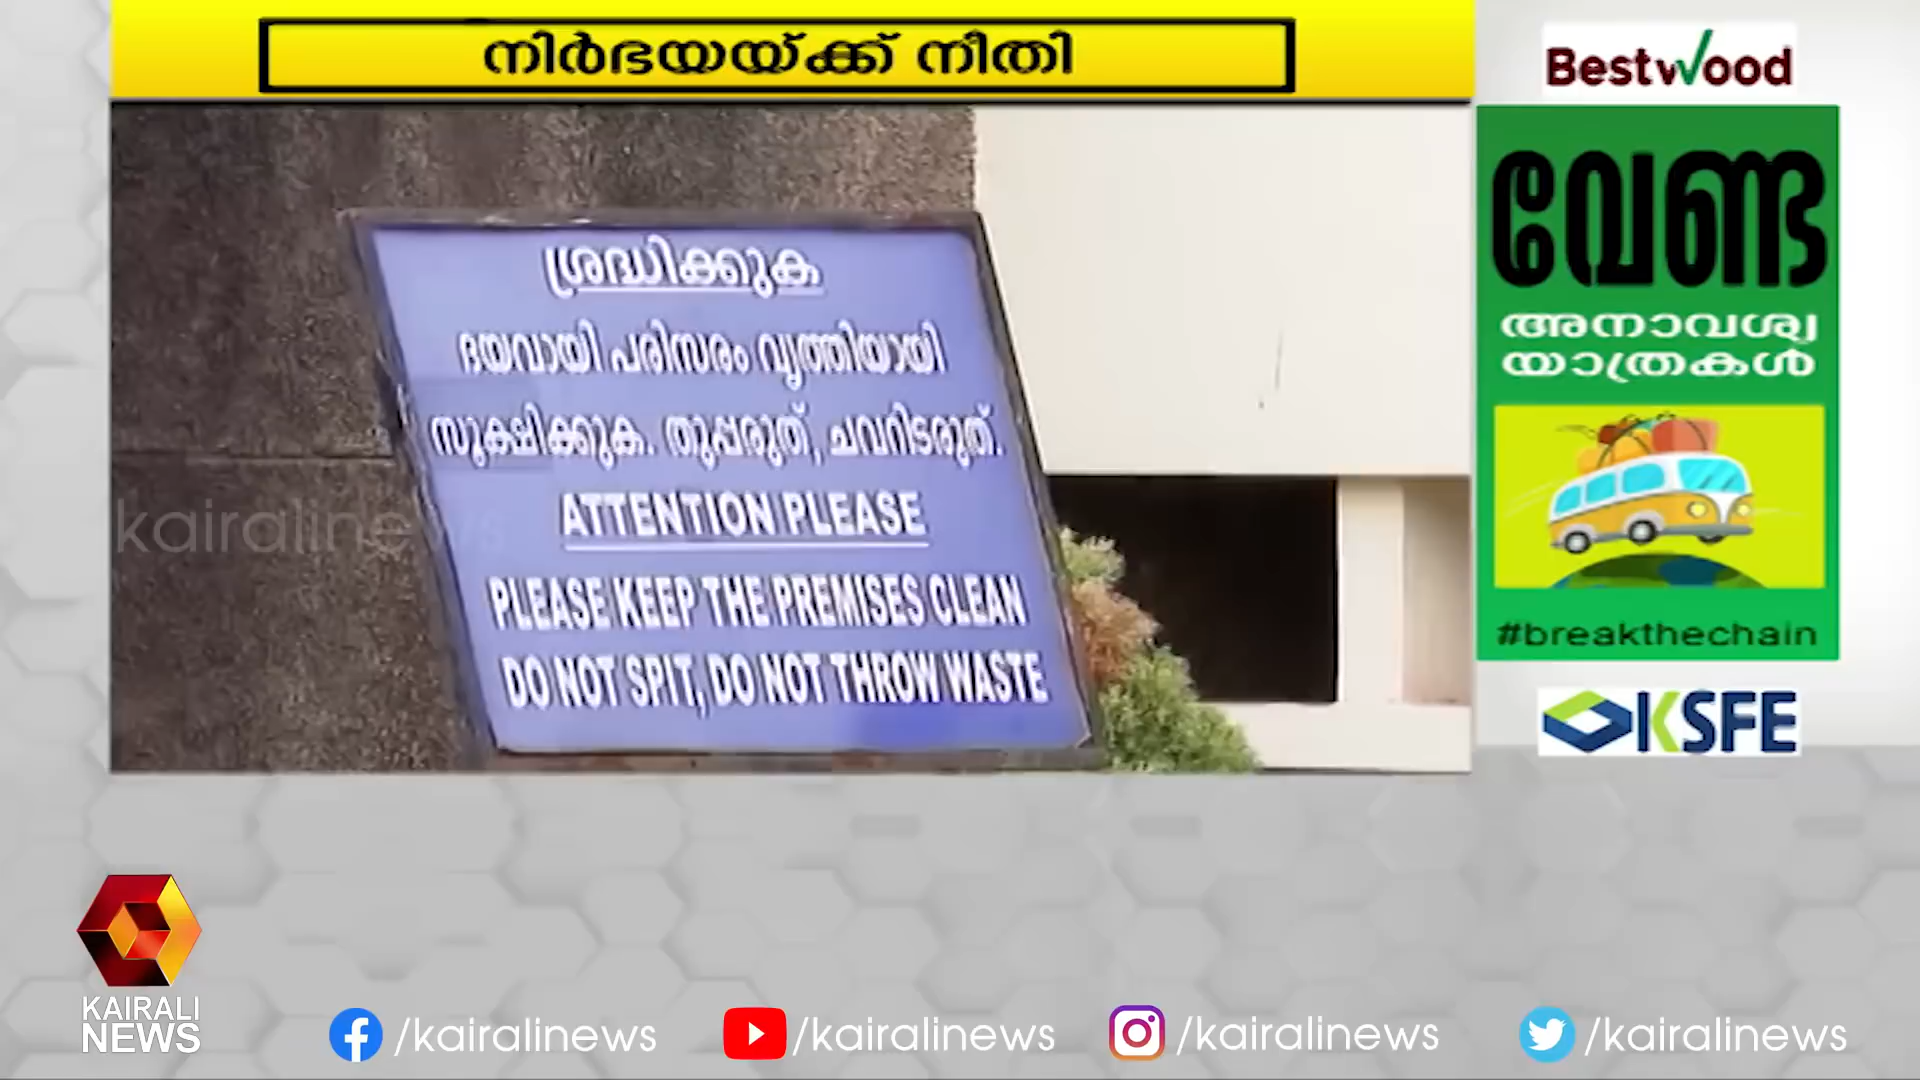 നിർഭയയ്ക്ക് നീതി
Bestwood
വേണ്ട
അനാവശ്യ
യാത്രകൾ
#breakthechain
KSFE
ശ്രദ്ധിക്കുക
ദയവായി പരിസരം വൃത്തിയായി
സൂക്ഷിക്കുക. തുപ്പരുത്, ചവറിടരുത്.
ATTENTION PLEASE
PLEASE KEEP THE PREMISES CLEAN
DO NOT SPIT, DO NOT THROW WASTE
kairalinews
KAIRALI
NEWS
/kairalinews
/kairalinews
/kairalinews
/kairalinews